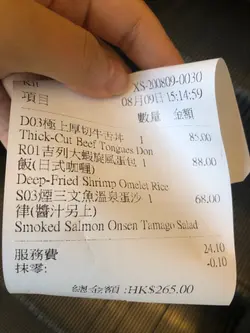 XS-200809-0030
項目 08月09日 15:14:59
數量 金額
D03極上厚切牛舌丼 1 85.00
Thick-Cut Beef Tongues Don
R01吉列大蝦旋風蛋包 1 88.00
飯(日式咖喱)
Deep-Fried Shrimp Omelet Rice
S03煙三文魚溫泉蛋沙 1 68.00
律(醬汁另上)
Smoked Salmon Onsen Tamago Salad
服務費 24.10
抹零: -0.10
總金額:HK$265.00